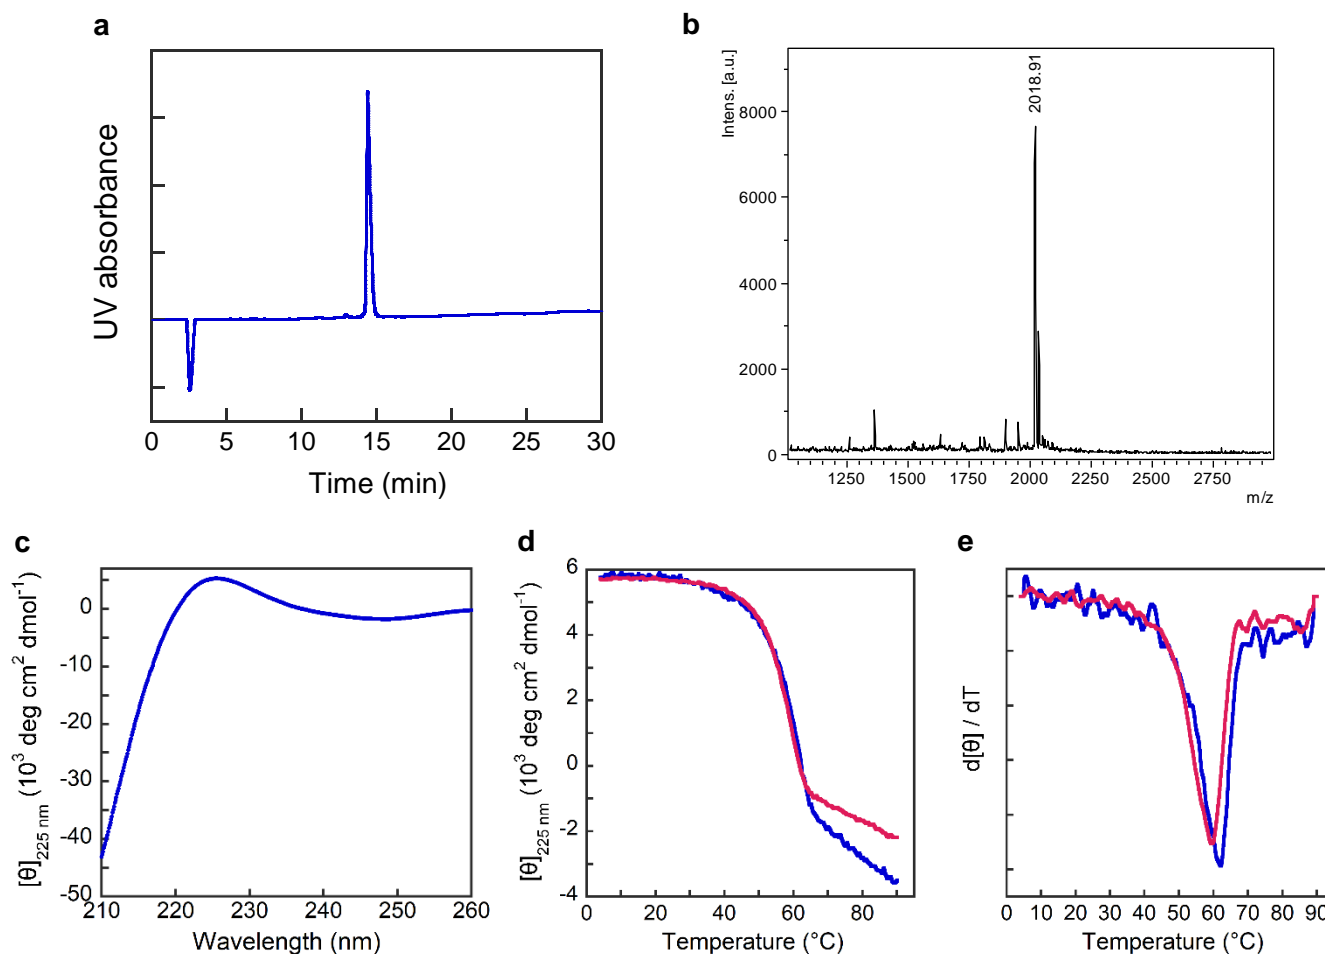 a
UV absorbance
0 5 10 15 20 25 30
Time (min)
b
Intens. [a.u.]
2018.91
8000
6000
4000
2000
0
1250 1500 1750 2000 2250 2500 2750
m/z
c
[θ]225 nm (10³ deg cm² dmol⁻¹)
0
-10
-20
-30
-40
-50
210 220 230 240 250 260
Wavelength (nm)
d
[θ]225 nm (10³ deg cm² dmol⁻¹)
6
4
2
0
-2
-4
0 20 40 60 80
Temperature (°C)
e
d[θ] / dT
0 10 20 30 40 50 60 70 80 90
Temperature (°C)